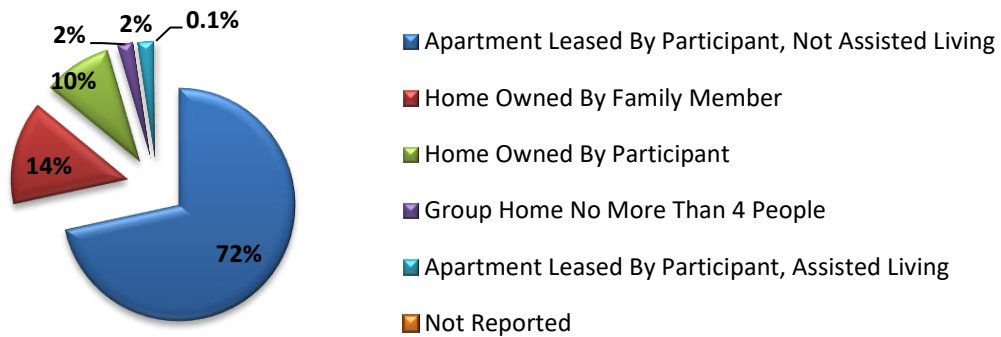 2%
2%
0.1%
10%
14%
72%
Apartment Leased By Participant, Not Assisted Living
Home Owned By Family Member
Home Owned By Participant
Group Home No More Than 4 People
Apartment Leased By Participant, Assisted Living
Not Reported